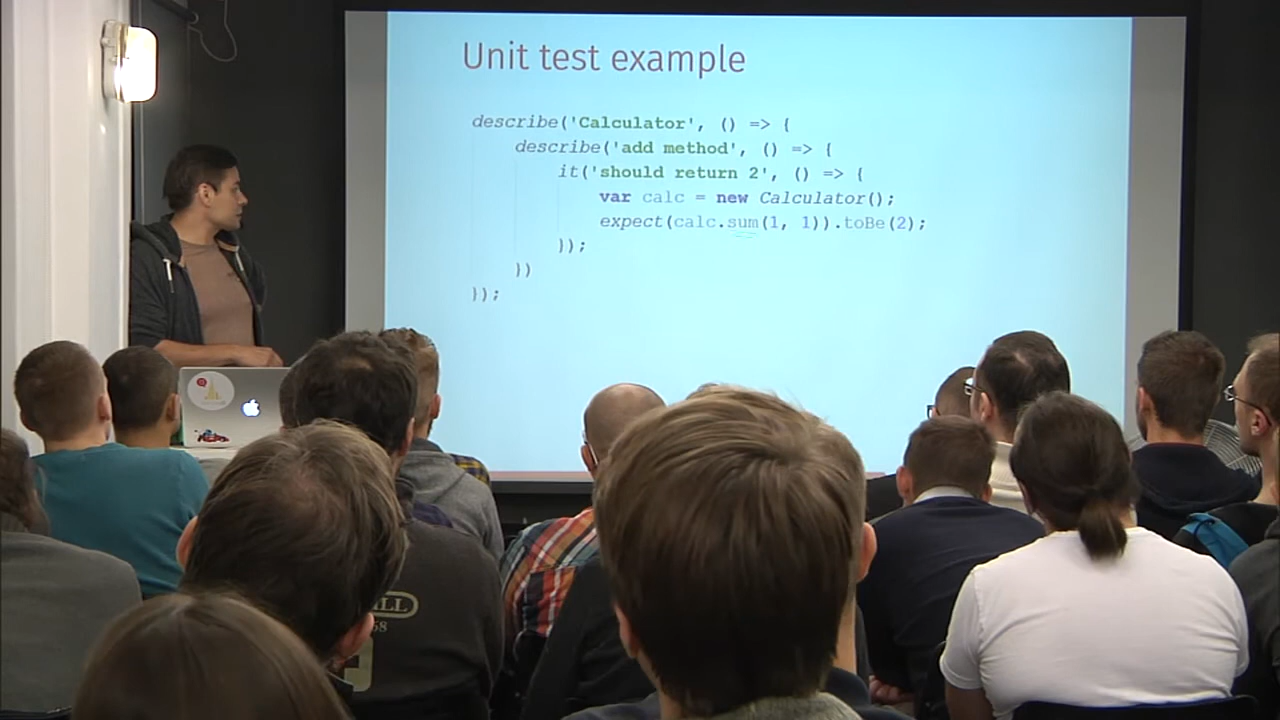 Unit test example
describe('Calculator', () => {
describe('add method', () => {
it('should return 2', () => {
var calc = new Calculator();
expect(calc.sum(1, 1)).toBe(2);
});
})
});